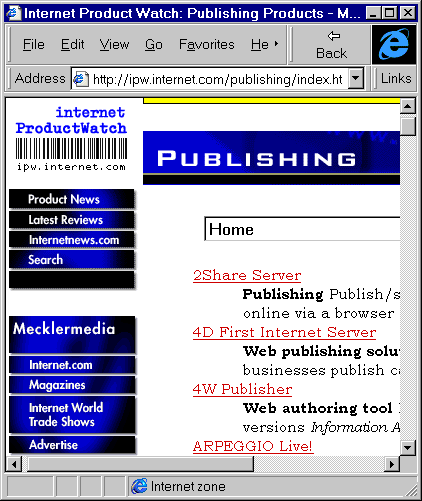 Internet Product Watch: Publishing Products - M...
File Edit View Go Favorites He
Back
Address http://ipw.internet.com/publishing/index.ht Links
internet
ProductWatch
ipw.internet.com
Product News
Latest Reviews
Internetnews.com
Search
Mecklermedia
Internet.com
Magazines
Internet World
Trade Shows
Advertise
PUBLISHING
Home
2Share Server
Publishing Publish/s
online via a browser
4D First Internet Server
Web publishing solu
businesses publish ca
4W Publisher
Web authoring tool
versions Information A
ARPEGGIO Live!
Internet zone